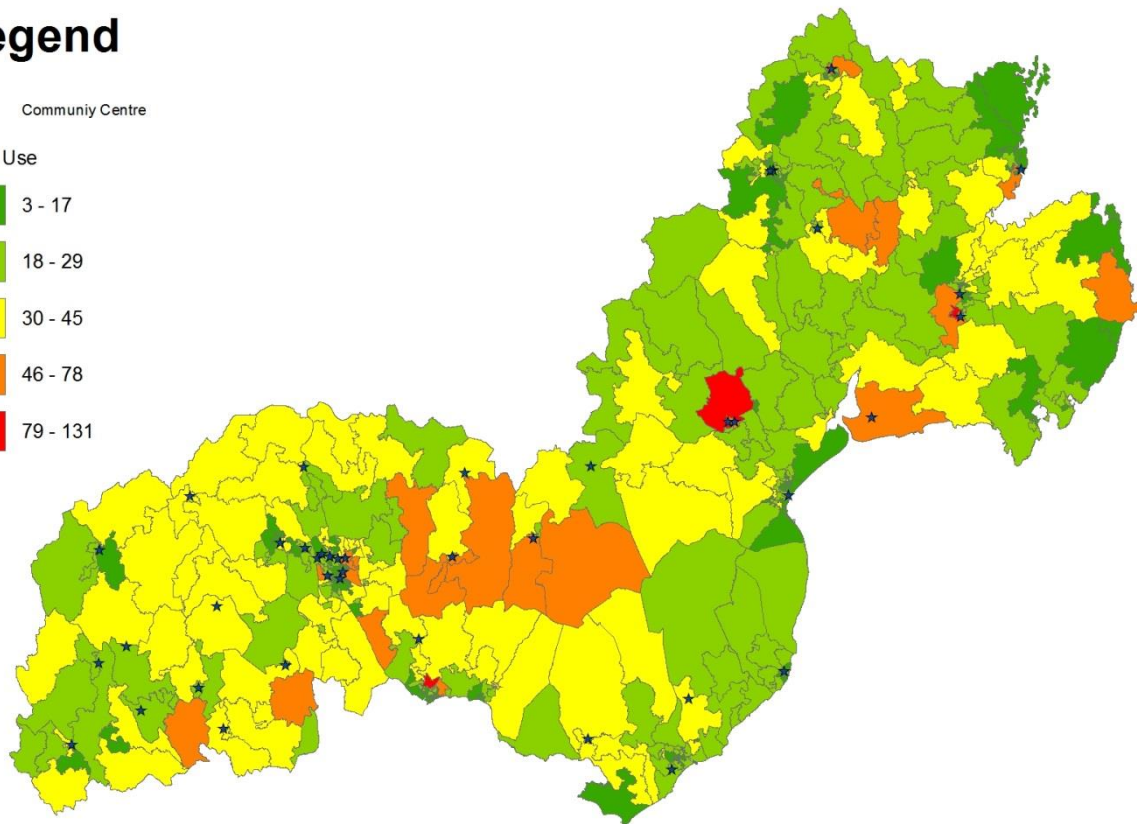 egend
Communiy Centre
Use
3 - 17
18 - 29
30 - 45
46 - 78
79 - 131